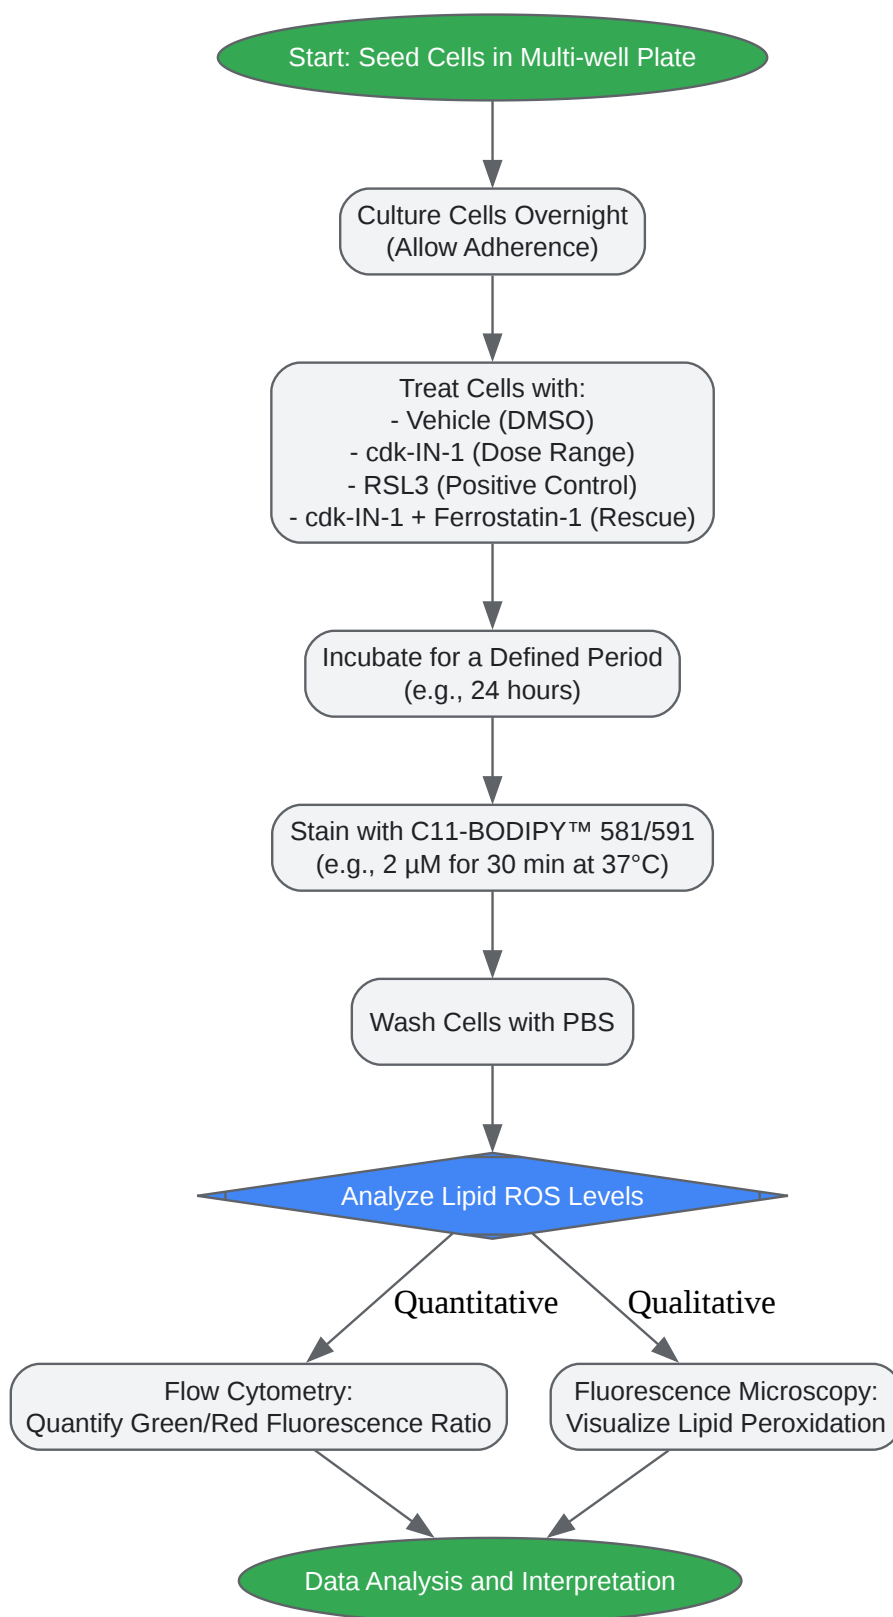 Start: Seed Cells in Multi-well Plate
Culture Cells Overnight
(Allow Adherence)
Treat Cells with:
- Vehicle (DMSO)
- cdk-IN-1 (Dose Range)
- RSL3 (Positive Control)
- cdk-IN-1 + Ferrostatin-1 (Rescue)
Incubate for a Defined Period
(e.g., 24 hours)
Stain with C11-BODIPY™ 581/591
(e.g., 2 µM for 30 min at 37°C)
Wash Cells with PBS
Analyze Lipid ROS Levels
Quantitative
Qualitative
Flow Cytometry:
Quantify Green/Red Fluorescence Ratio
Fluorescence Microscopy:
Visualize Lipid Peroxidation
Data Analysis and Interpretation